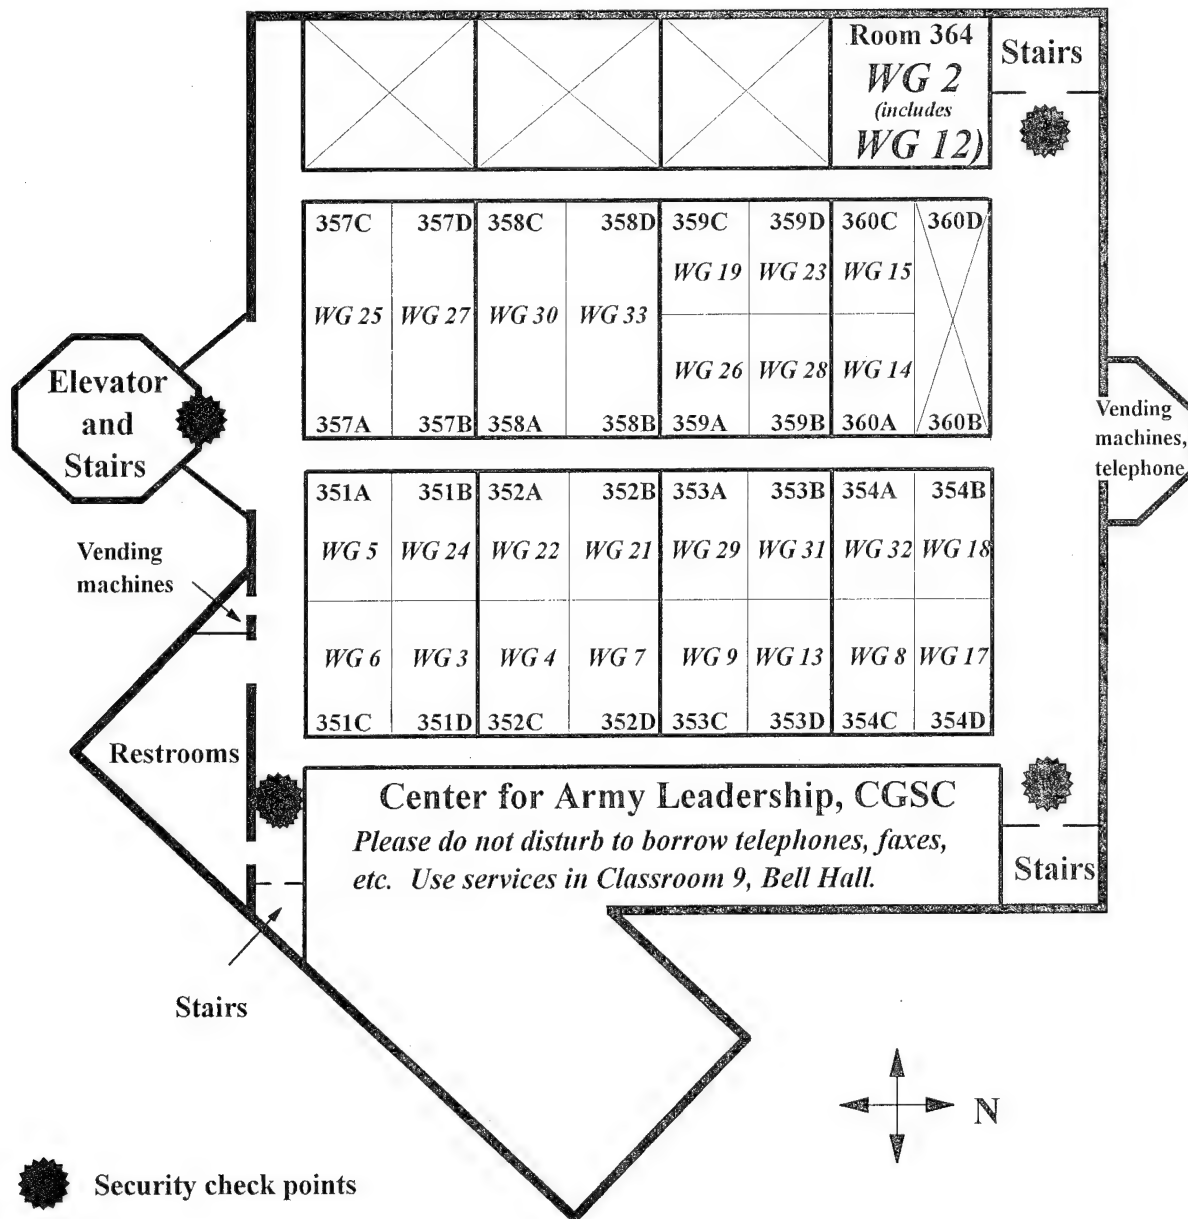 Room 364
WG 2
(includes
WG 12)
Stairs
357C 357D 358C 358D 359C 359D 360C 360D
WG 19 WG 23 WG 15
WG 25 WG 27 WG 30 WG 33
WG 26 WG 28 WG 14
357A 357B 358A 358B 359A 359B 360A 360B
Elevator
and
Stairs
Vending
machines,
telephone
351A 351B 352A 352B 353A 353B 354A 354B
WG 5 WG 24 WG 22 WG 21 WG 29 WG 31 WG 32 WG 18
Vending
machines
WG 6 WG 3 WG 4 WG 7 WG 9 WG 13 WG 8 WG 17
351C 351D 352C 352D 353C 353D 354C 354D
Restrooms
Center for Army Leadership, CGSC
Please do not disturb to borrow telephones, faxes,
etc. Use services in Classroom 9, Bell Hall.
Stairs
Stairs
N
Security check points